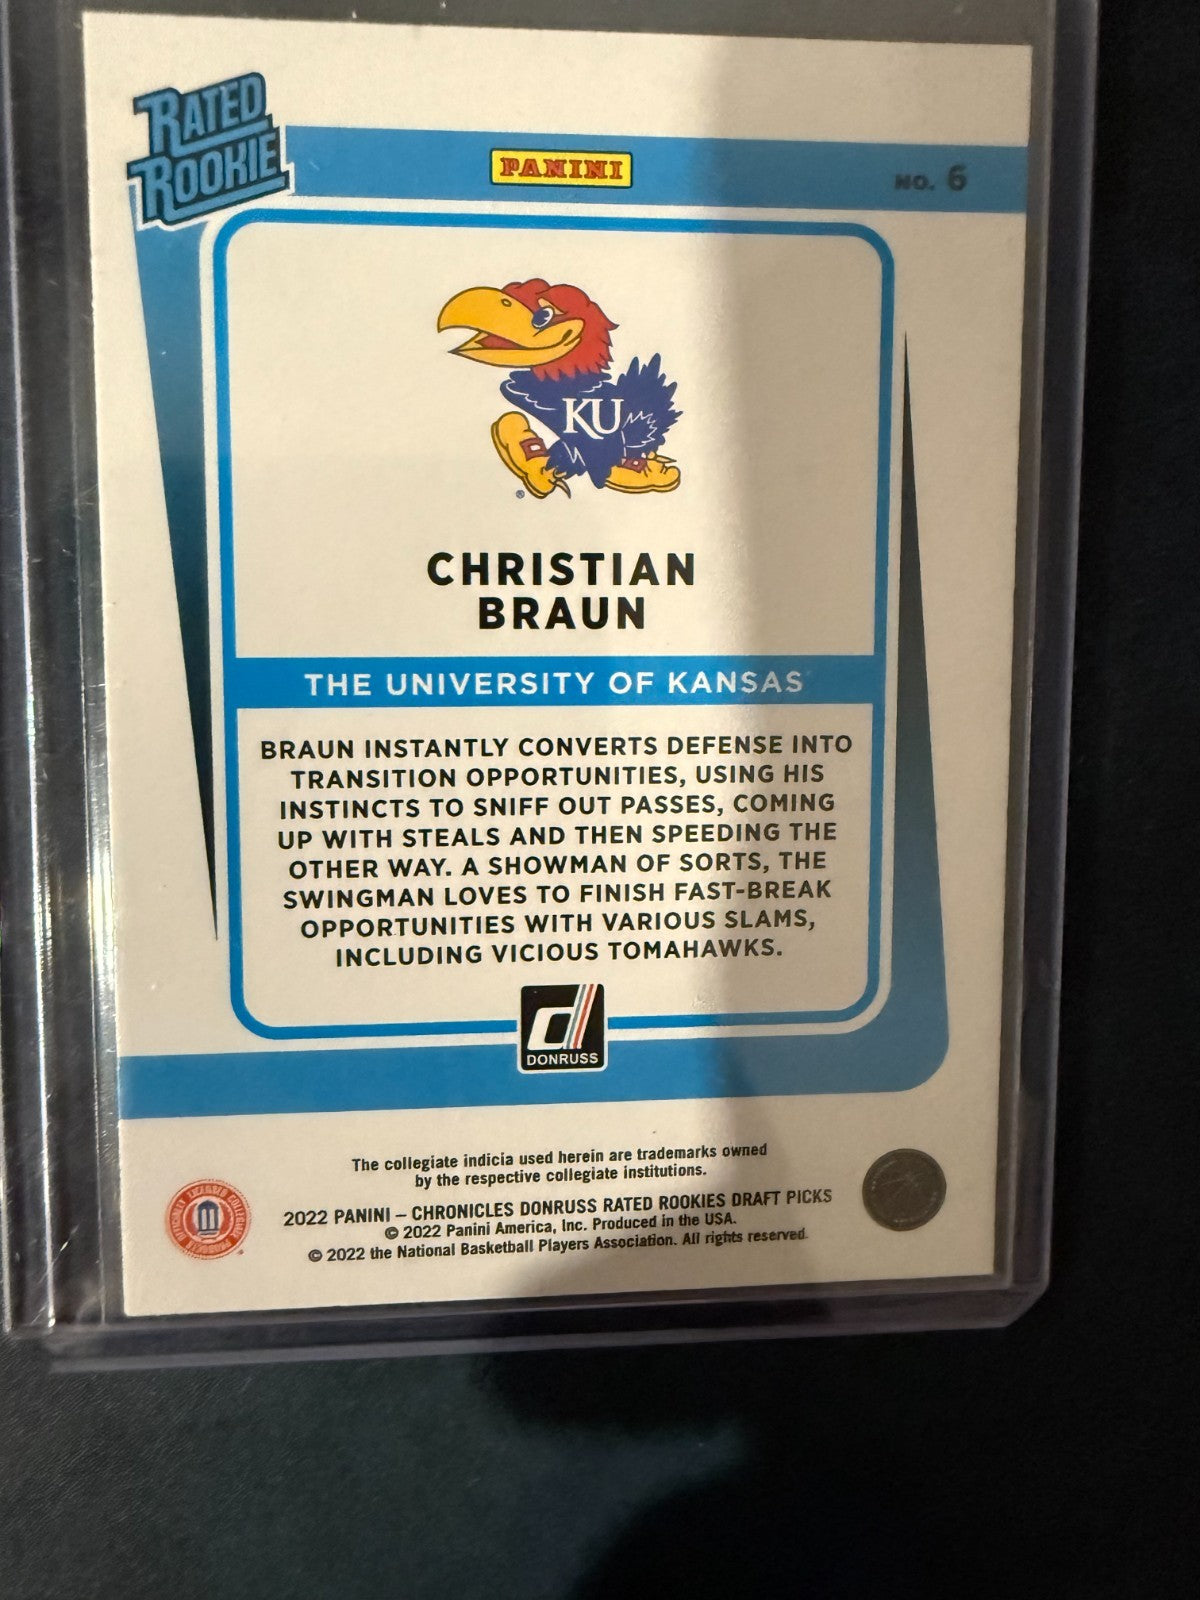 RATED
ROOKIE
PANINI
NO. 6
KU
CHRISTIAN
BRAUN
THE UNIVERSITY OF KANSAS
BRAUN INSTANTLY CONVERTS DEFENSE INTO
TRANSITION OPPORTUNITIES, USING HIS
INSTINCTS TO SNIFF OUT PASSES, COMING
UP WITH STEALS AND THEN SPEEDING THE
OTHER WAY. A SHOWMAN OF SORTS, THE
SWINGMAN LOVES TO FINISH FAST-BREAK
OPPORTUNITIES WITH VARIOUS SLAMS,
INCLUDING VICIOUS TOMAHAWKS.
d
DONRUSS
The collegiate indicia used herein are trademarks owned
by the respective collegiate institutions.
2022 PANINI – CHRONICLES DONRUSS RATED ROOKIES DRAFT PICKS
© 2022 Panini America, Inc. Produced in the USA.
© 2022 the National Basketball Players Association. All rights reserved.
OFFICIALLY LICENSED COLLEGIATE